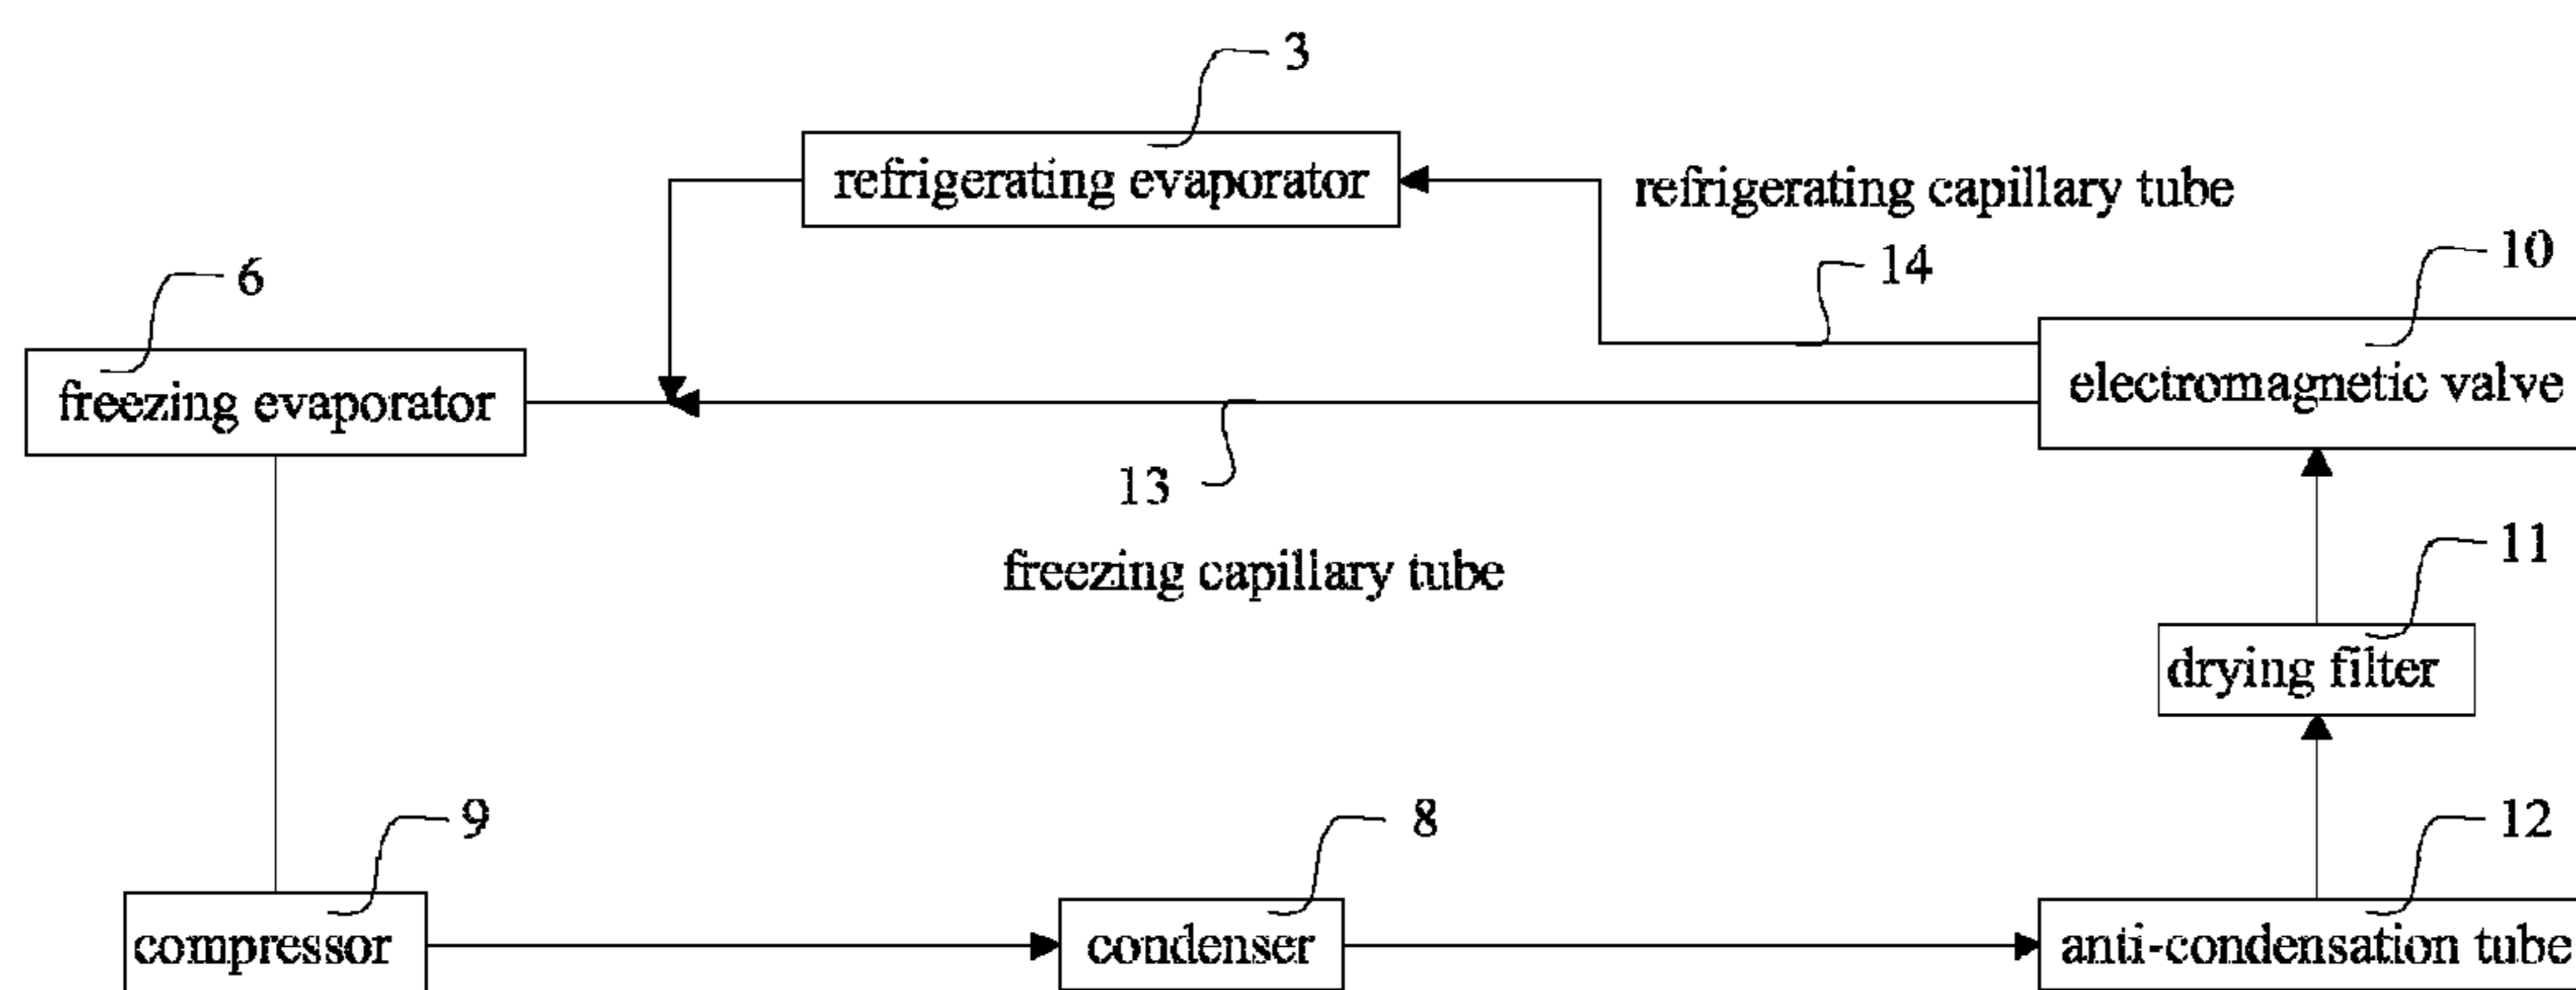 3
refrigerating evaporator
refrigerating capillary tube
14
10
6
freezing evaporator
electromagnetic valve
13
freezing capillary tube
11
drying filter
9
8
12
compressor
condenser
anti-condensation tube